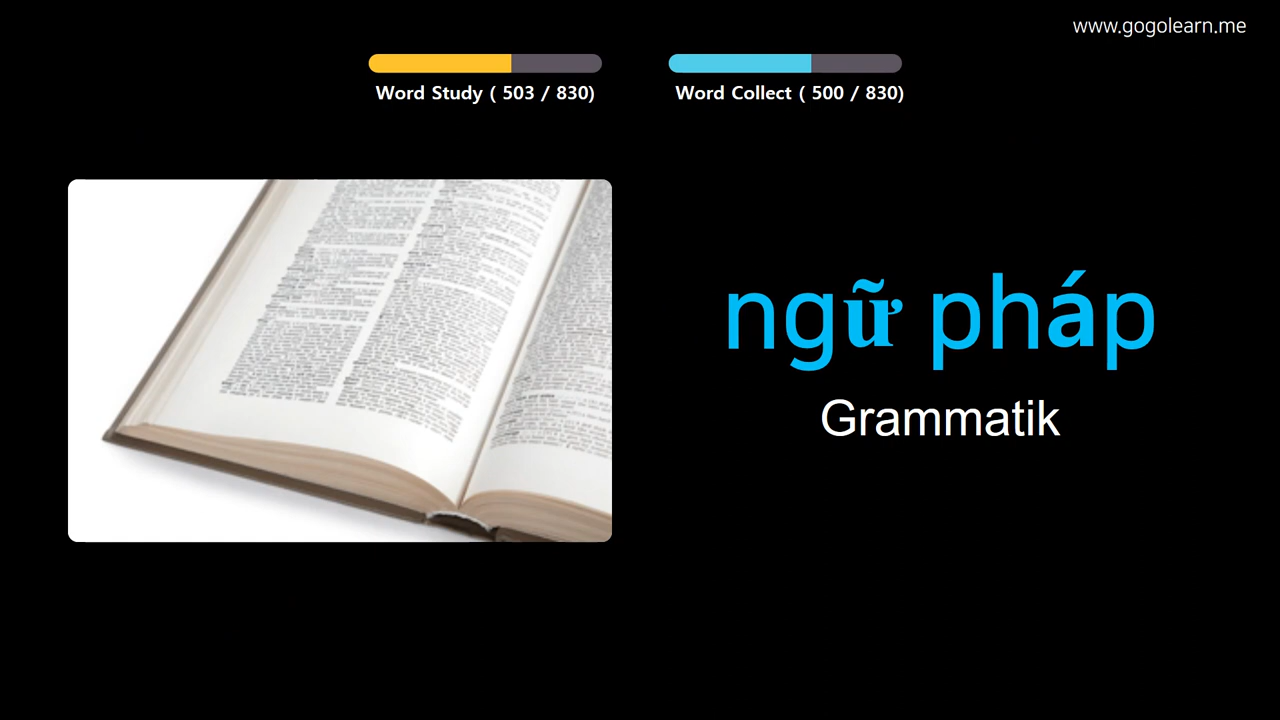 www.gogolearn.me
Word Study ( 503 / 830)
Word Collect ( 500 / 830)
ngữ pháp
Grammatik